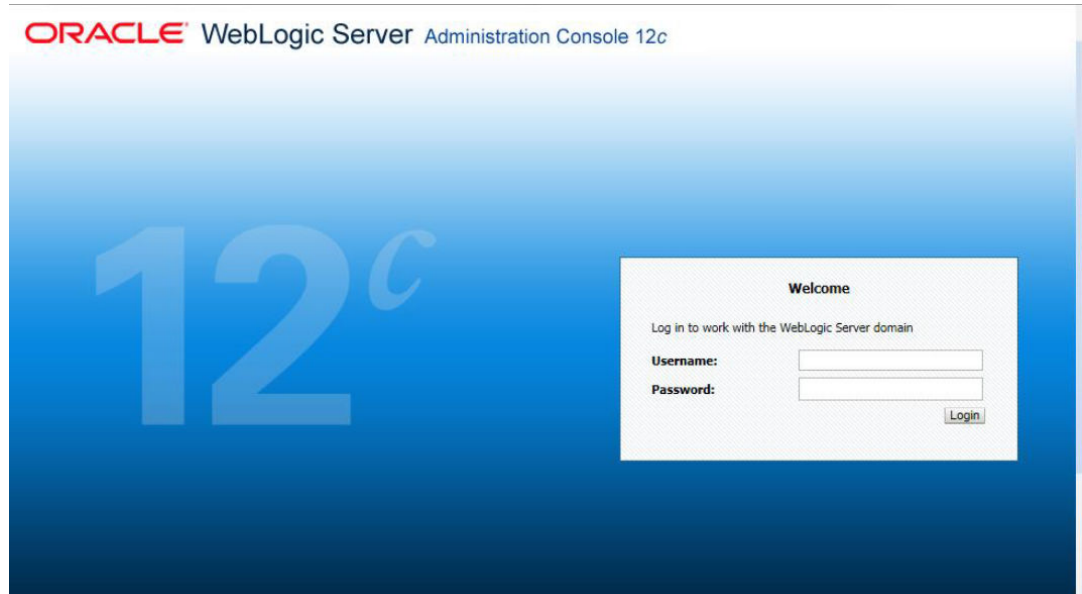 ORACLE WebLogic Server Administration Console 12c
12c
Welcome
Log in to work with the WebLogic Server domain
Username:
Password:
Login